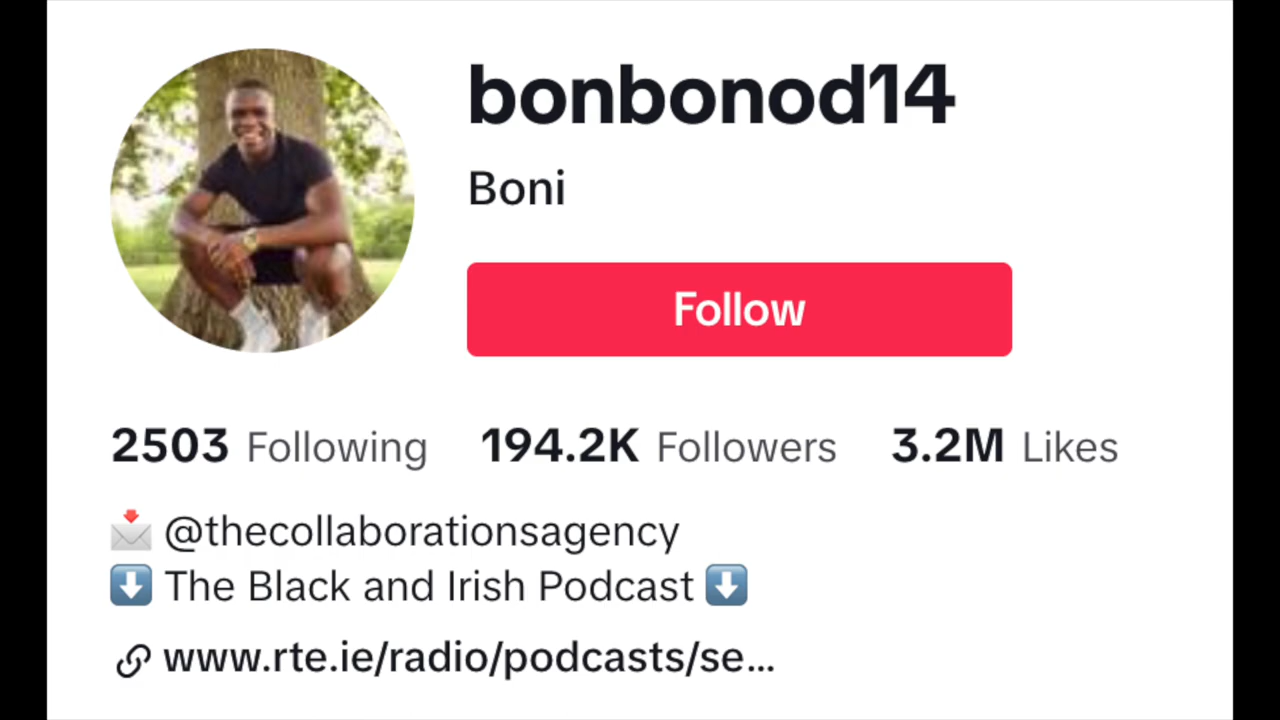 bonbonod14
Boni
Follow
2503 Following 194.2K Followers 3.2M Likes
📩 @thecollaborationsagency
⬇️ The Black and Irish Podcast ⬇️
www.rte.ie/radio/podcasts/se...